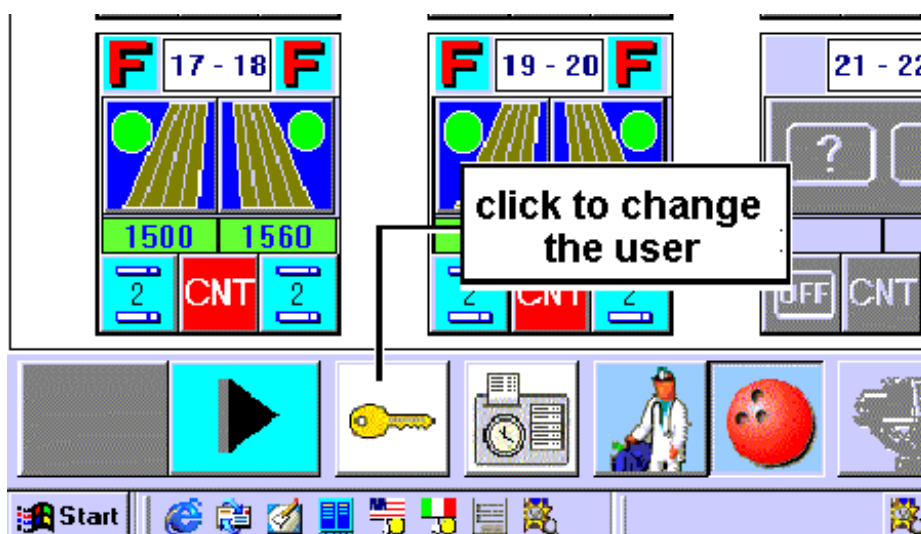 F 17 - 18 F
F 19 - 20 F
21 - 22
?
click to change
the user
1500 1560
2 CNT 2
2 CNT 2
OFF CNT
Start